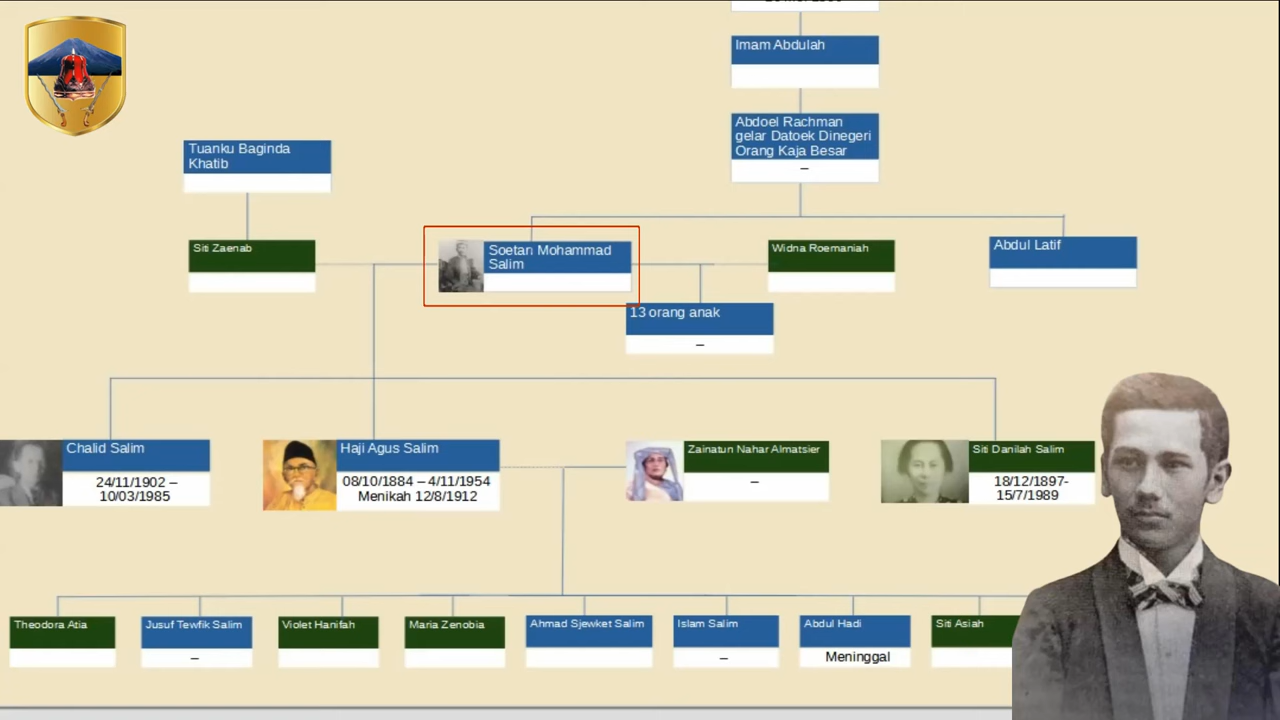 Imam Abdulah
Abdoel Rachman
gelar Datoek Dinegeri
Orang Kaja Besar
–
Tuanku Baginda
Khatib
Siti Zaenab
Soetan Mohammad
Salim
Widna Roemaniah
Abdul Latif
13 orang anak
–
Chalid Salim
24/11/1902 –
10/03/1985
Haji Agus Salim
08/10/1884 – 4/11/1954
Menikah 12/8/1912
Zainatun Nahar Almatsier
–
Siti Danilah Salim
18/12/1897-
15/7/1989
Theodora Atia
Jusuf Tewfik Salim
–
Violet Hanifah
Maria Zenobia
Ahmad Sjewket Salim
Islam Salim
–
Abdul Hadi
Meninggal
Siti Asiah